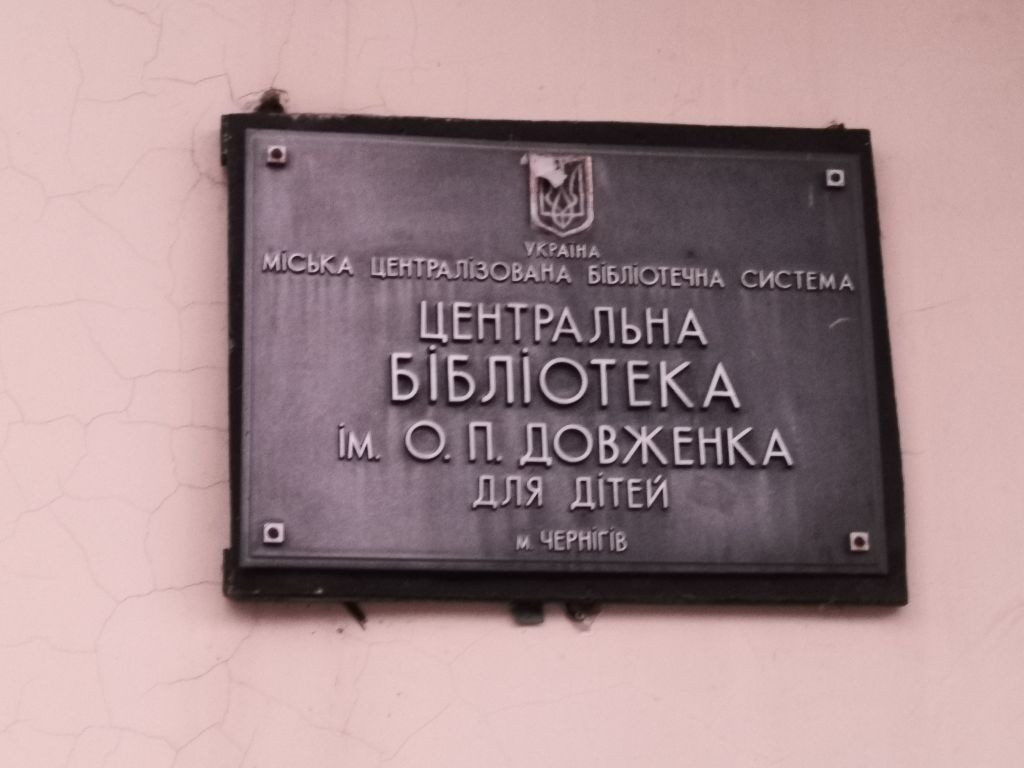 УКРАЇНА
МІСЬКА ЦЕНТРАЛІЗОВАНА БІБЛІОТЕЧНА СИСТЕМА
ЦЕНТРАЛЬНА
БІБЛІОТЕКА
ім. О. П. ДОВЖЕНКА
ДЛЯ ДІТЕЙ
м. ЧЕРНІГІВ